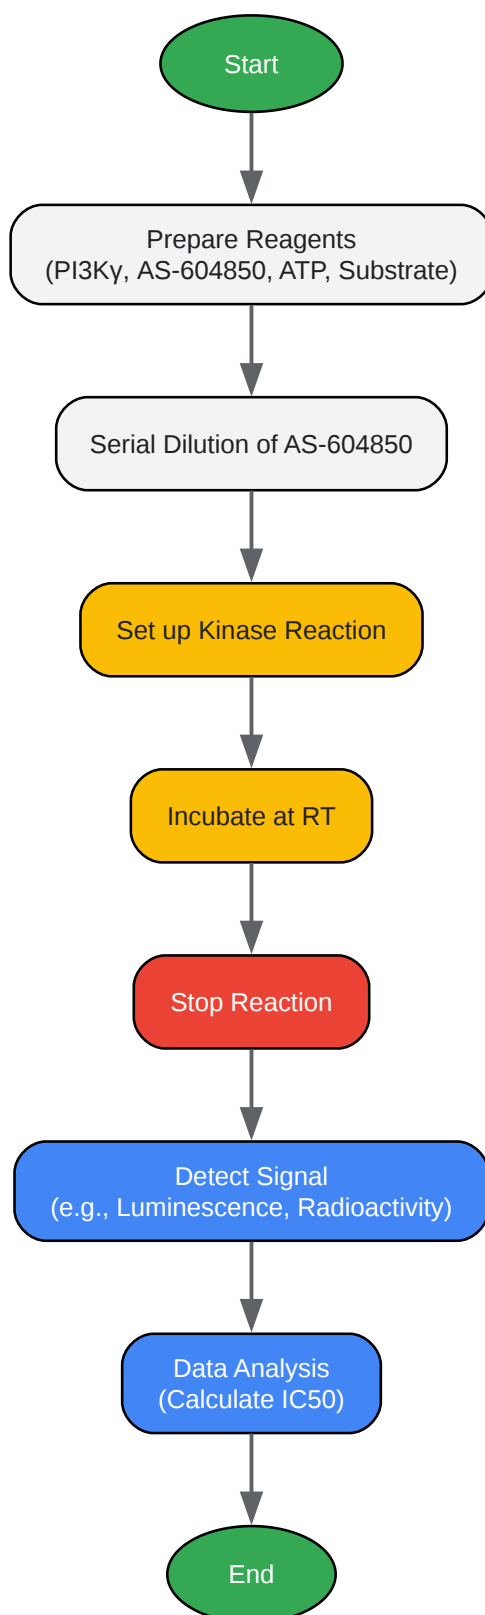 Start
Prepare Reagents
(PI3Kγ, AS-604850, ATP, Substrate)
Serial Dilution of AS-604850
Set up Kinase Reaction
Incubate at RT
Stop Reaction
Detect Signal
(e.g., Luminescence, Radioactivity)
Data Analysis
(Calculate IC50)
End